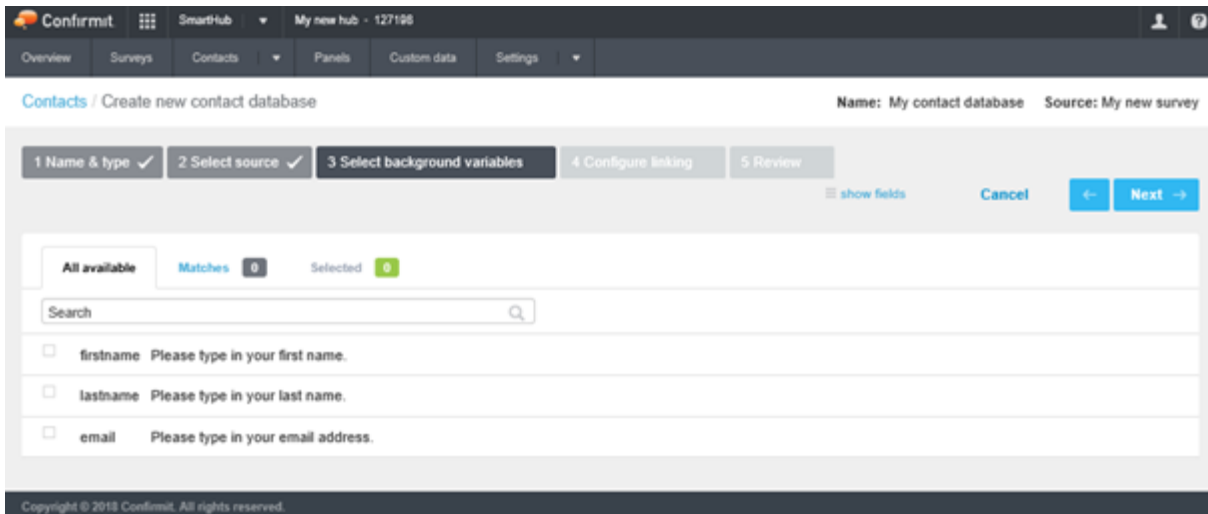 Confirmit SmartHub My new hub - 127198
Overview Surveys Contacts Panels Custom data Settings
Contacts / Create new contact database Name: My contact database Source: My new survey
1 Name & type 2 Select source 3 Select background variables 4 Configure linking 5 Review
show fields Cancel ← Next →
All available Matches 0 Selected 0
Search
firstname Please type in your first name.
lastname Please type in your last name.
email Please type in your email address.
Copyright © 2018 Confirmit. All rights reserved.